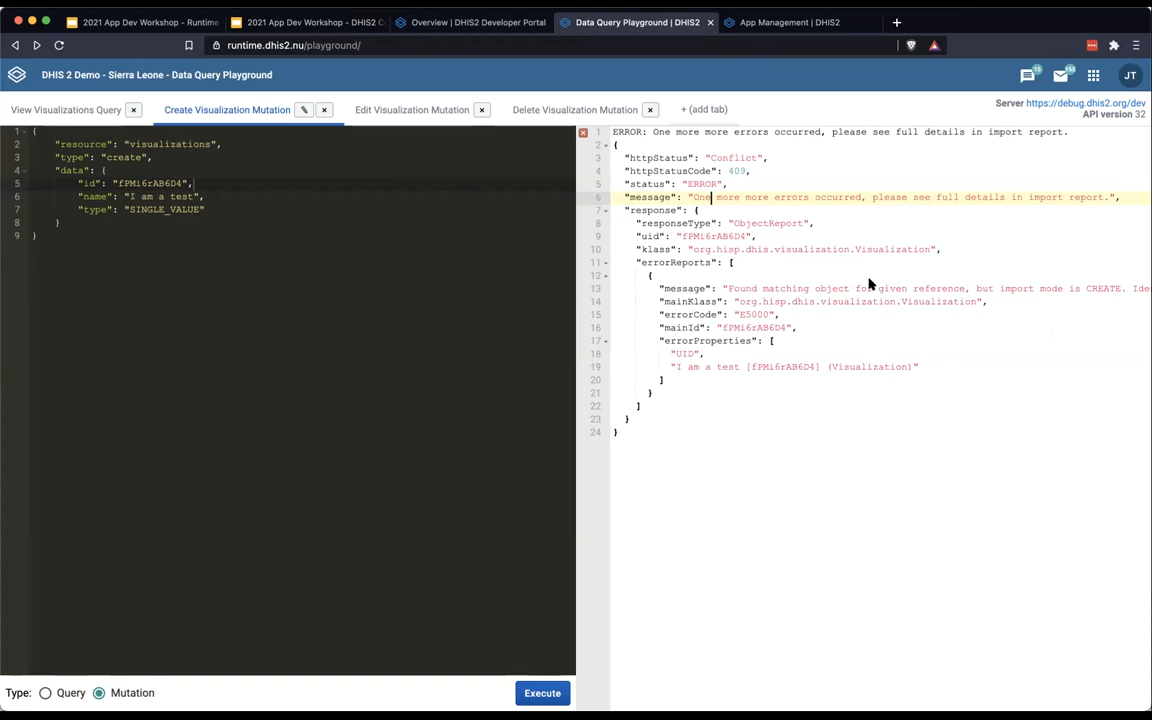 2021 App Dev Workshop - Runtime
2021 App Dev Workshop - DHIS2 C
Overview | DHIS2 Developer Portal
Data Query Playground | DHIS2
App Management | DHIS2
runtime.dhis2.nu/playground/
DHIS 2 Demo - Sierra Leone - Data Query Playground
15
155
JT
View Visualizations Query
Create Visualization Mutation
Edit Visualization Mutation
Delete Visualization Mutation
+ (add tab)
Server https://debug.dhis2.org/dev
API version 32
1 {
2 "resource": "visualizations",
3 "type": "create",
4 "data": {
5 "id": "fPMi6rAB6D4",
6 "name": "I am a test",
7 "type": "SINGLE_VALUE"
8 }
9 }
1 ERROR: One more more errors occurred, please see full details in import report.
2 {
3 "httpStatus": "Conflict",
4 "httpStatusCode": 409,
5 "status": "ERROR",
6 "message": "One more more errors occurred, please see full details in import report.",
7 "response": {
8 "responseType": "ObjectReport",
9 "uid": "fPMi6rAB6D4",
10 "klass": "org.hisp.dhis.visualization.Visualization",
11 "errorReports": [
12 {
13 "message": "Found matching object for given reference, but import mode is CREATE. Ide
14 "mainKlass": "org.hisp.dhis.visualization.Visualization",
15 "errorCode": "E5000",
16 "mainId": "fPMi6rAB6D4",
17 "errorProperties": [
18 "UID",
19 "I am a test [fPMi6rAB6D4] (Visualization)"
20 ]
21 }
22 ]
23 }
24 }
Type: Query Mutation
Execute